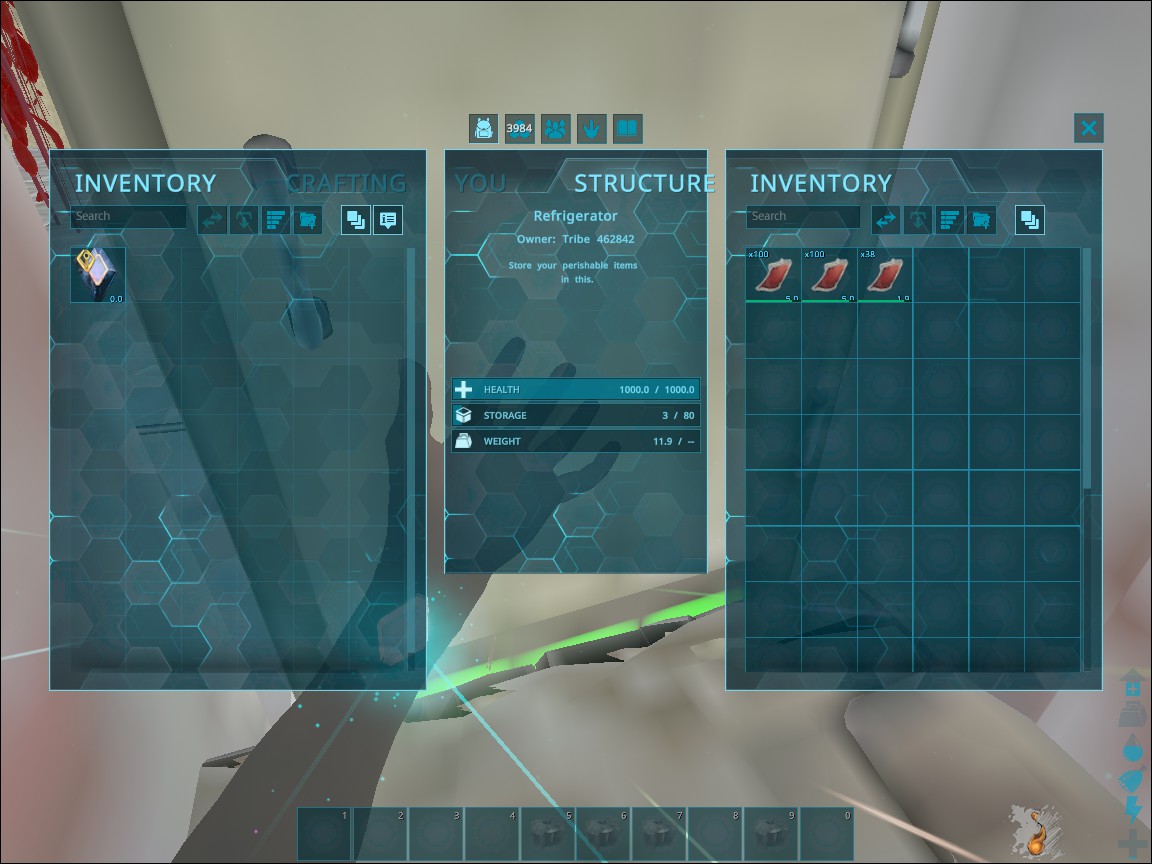 3984
INVENTORY
CRAFTING
YOU
STRUCTURE
INVENTORY
Search
Refrigerator
Owner: Tribe 462842
Store your perishable items
in this.
Search
0.0
x100
x100
x38
5.0
5.0
1.9
HEALTH 1000.0 / 1000.0
STORAGE 3 / 80
WEIGHT 11.9 / --
1 2 3 4 5 6 7 8 9 0